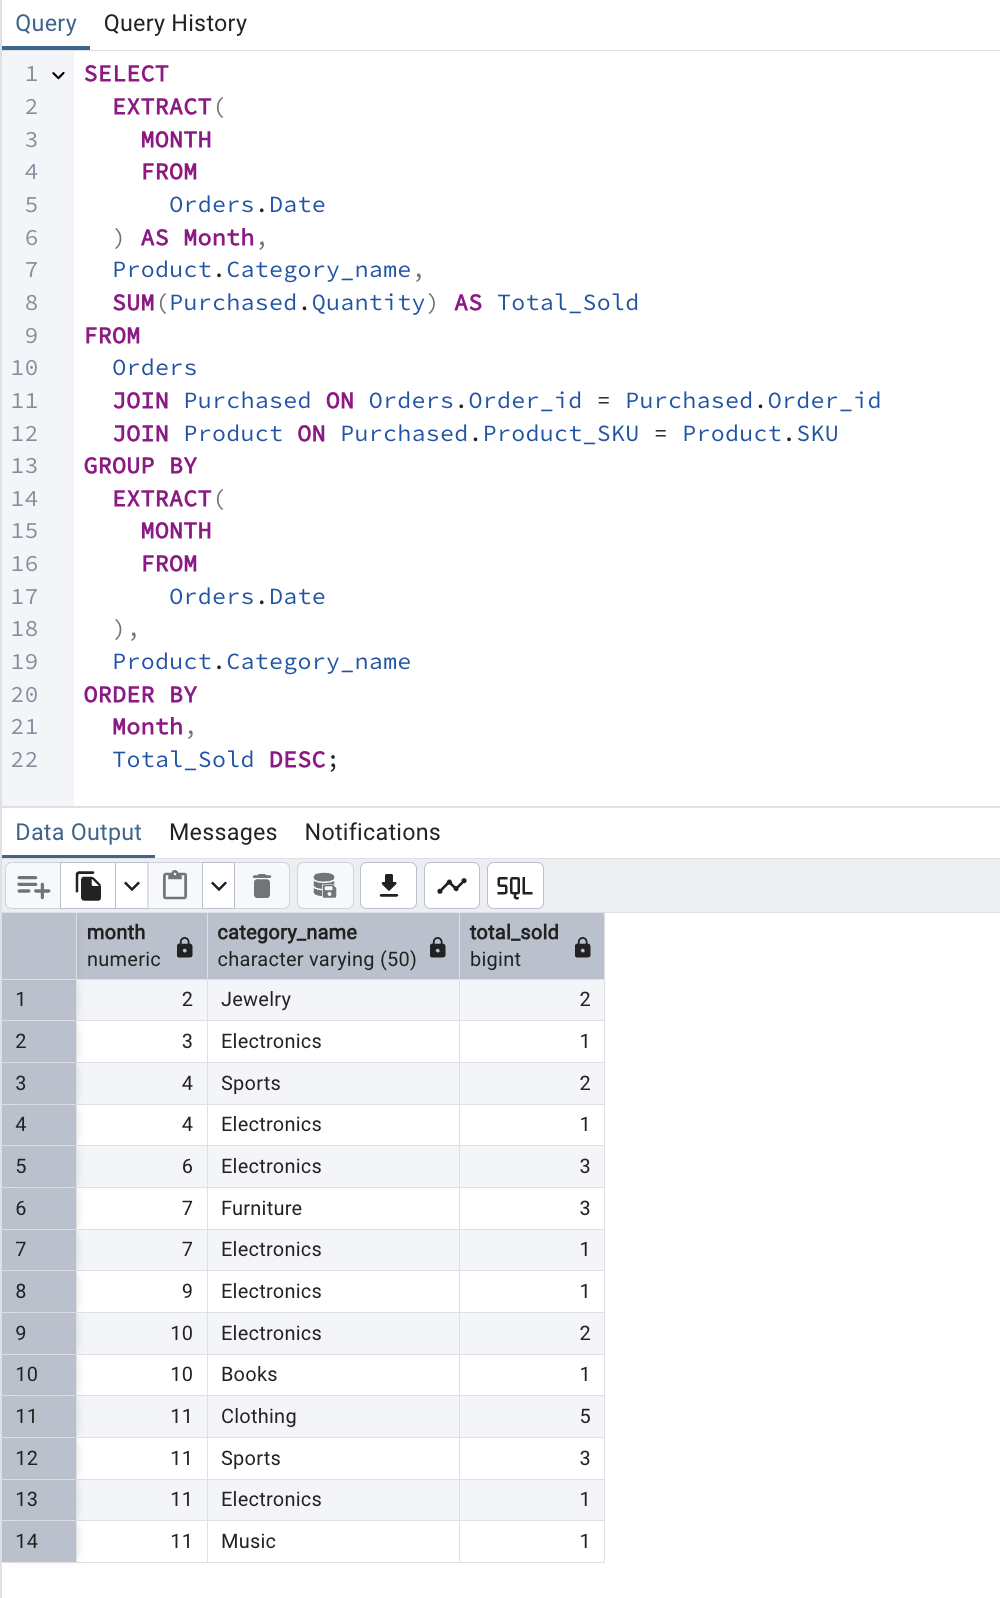 Query Query History
1 SELECT
2 EXTRACT(
3 MONTH
4 FROM
5 Orders.Date
6 ) AS Month,
7 Product.Category_name,
8 SUM(Purchased.Quantity) AS Total_Sold
9 FROM
10 Orders
11 JOIN Purchased ON Orders.Order_id = Purchased.Order_id
12 JOIN Product ON Purchased.Product_SKU = Product.SKU
13 GROUP BY
14 EXTRACT(
15 MONTH
16 FROM
17 Orders.Date
18 ),
19 Product.Category_name
20 ORDER BY
21 Month,
22 Total_Sold DESC;
Data Output Messages Notifications
SQL
month category_name total_sold
numeric character varying (50) bigint
1 2 Jewelry 2
2 3 Electronics 1
3 4 Sports 2
4 4 Electronics 1
5 6 Electronics 3
6 7 Furniture 3
7 7 Electronics 1
8 9 Electronics 1
9 10 Electronics 2
10 10 Books 1
11 11 Clothing 5
12 11 Sports 3
13 11 Electronics 1
14 11 Music 1